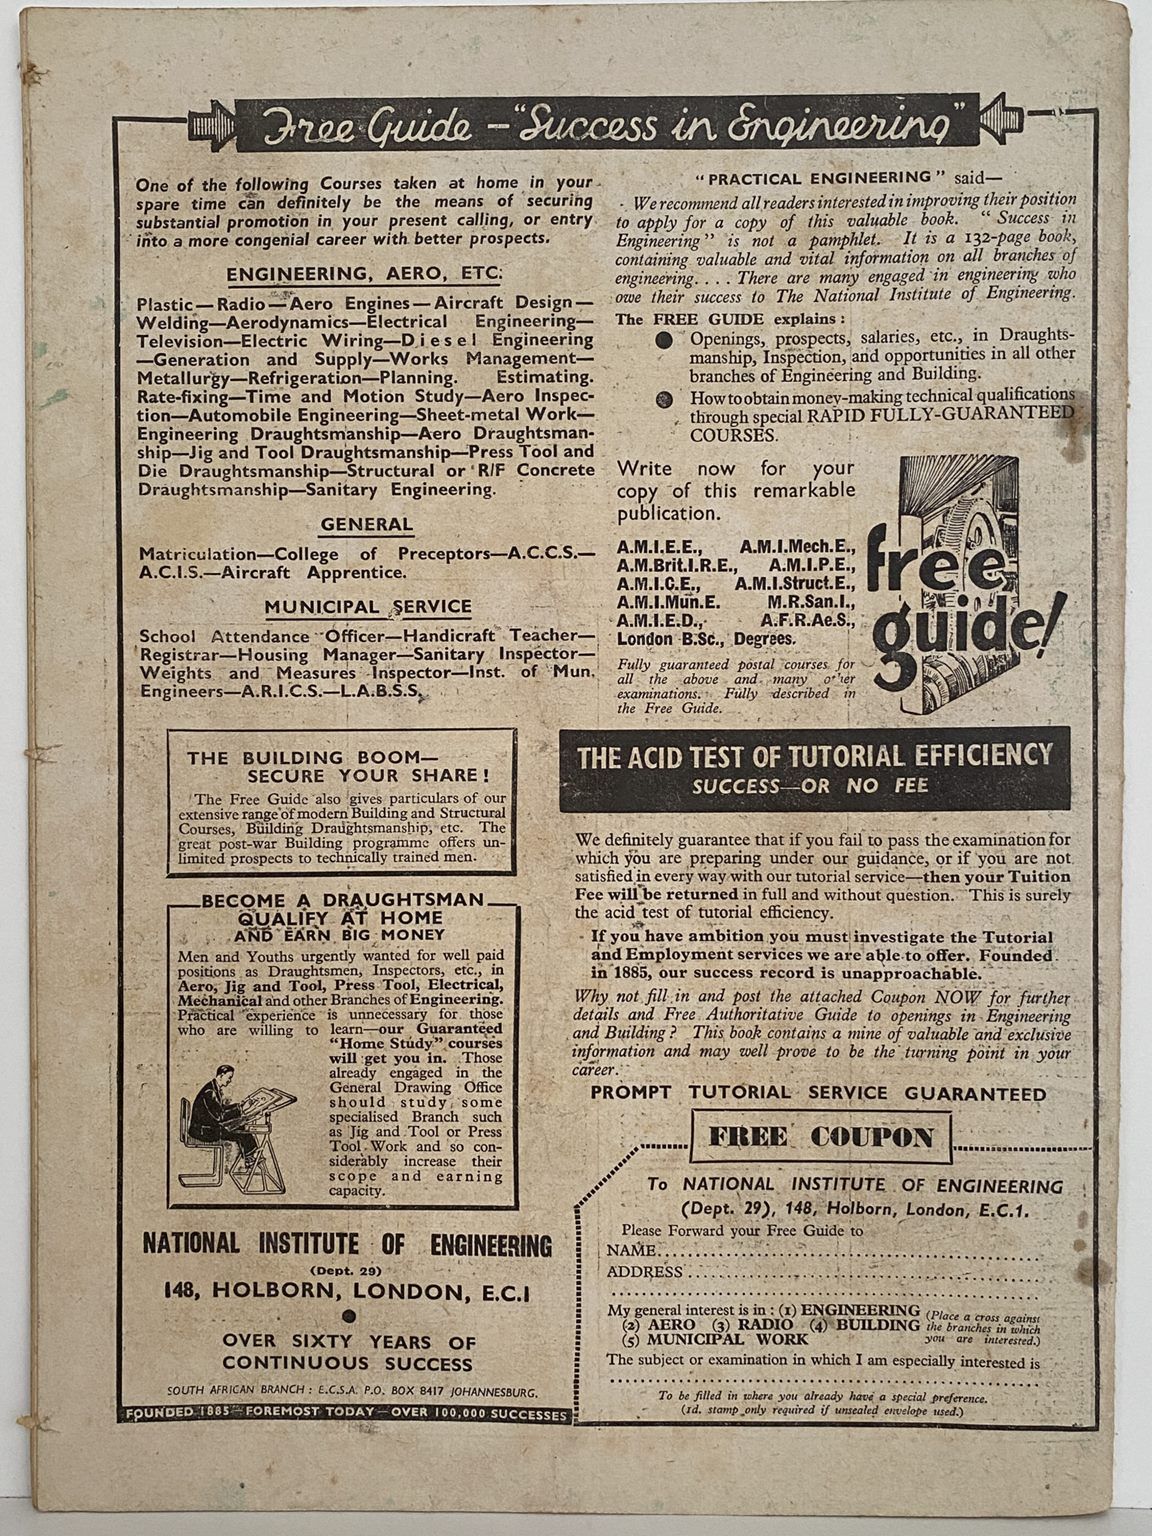 Free Guide — "Success in Engineering"
One of the following Courses taken at home in your
spare time can definitely be the means of securing
substantial promotion in your present calling, or entry
into a more congenial career with better prospects.
ENGINEERING, AERO, ETC.
Plastic—Radio—Aero Engines—Aircraft Design—
Welding—Aerodynamics—Electrical Engineering—
Television—Electric Wiring—Diesel Engineering
—Generation and Supply—Works Management—
Metallurgy—Refrigeration—Planning. Estimating.
Rate-fixing—Time and Motion Study—Aero Inspec-
tion—Automobile Engineering—Sheet-metal Work—
Engineering Draughtsmanship—Aero Draughtsman-
ship—Jig and Tool Draughtsmanship—Press Tool and
Die Draughtsmanship—Structural or R/F Concrete
Draughtsmanship—Sanitary Engineering.
GENERAL
Matriculation—College of Preceptors—A.C.C.S.—
A.C.I.S.—Aircraft Apprentice.
MUNICIPAL SERVICE
School Attendance Officer—Handicraft Teacher—
Registrar—Housing Manager—Sanitary Inspector—
Weights and Measures Inspector—Inst. of Mun.
Engineers—A.R.I.C.S.—L.A.B.S.S.
THE BUILDING BOOM—
SECURE YOUR SHARE!
The Free Guide also gives particulars of our
extensive range of modern Building and Structural
Courses, Building Draughtsmanship, etc. The
great post-war Building programme offers un-
limited prospects to technically trained men.
BECOME A DRAUGHTSMAN
QUALIFY AT HOME
AND EARN BIG MONEY
Men and Youths urgently wanted for well paid
positions as Draughtsmen, Inspectors, etc., in
Aero, Jig and Tool, Press Tool, Electrical,
Mechanical and other Branches of Engineering.
Practical experience is unnecessary for those
who are willing to learn—our Guaranteed
"Home Study" courses
will get you in. Those
already engaged in the
General Drawing Office
should study some
specialised Branch such
as Jig and Tool or Press
Tool Work and so con-
siderably increase their
scope and earning
capacity.
NATIONAL INSTITUTE OF ENGINEERING
(Dept. 29)
148, HOLBORN, LONDON, E.C.1
OVER SIXTY YEARS OF
CONTINUOUS SUCCESS
SOUTH AFRICAN BRANCH: E.C.S.A. P.O. BOX 8417 JOHANNESBURG.
FOUNDED 1885—FOREMOST TODAY—OVER 100,000 SUCCESSES
"PRACTICAL ENGINEERING" said—
We recommend all readers interested in improving their position
to apply for a copy of this valuable book. "Success in
Engineering" is not a pamphlet. It is a 132-page book,
containing valuable and vital information on all branches of
engineering. . . . There are many engaged in engineering who
owe their success to The National Institute of Engineering.
The FREE GUIDE explains:
● Openings, prospects, salaries, etc., in Draughts-
manship, Inspection, and opportunities in all other
branches of Engineering and Building.
● How to obtain money-making technical qualifications
through special RAPID FULLY-GUARANTEED
COURSES.
Write now for your
copy of this remarkable
publication.
A.M.I.E.E., A.M.I.Mech.E.,
A.M.Brit.I.R.E., A.M.I.P.E.,
A.M.I.C.E., A.M.I.Struct.E.,
A.M.I.Mun.E. M.R.San.I.,
A.M.I.E.D., A.F.R.Ae.S.,
London B.Sc., Degrees.
Fully guaranteed postal courses for
all the above and many other
examinations. Fully described in
the Free Guide.
free
guide!
THE ACID TEST OF TUTORIAL EFFICIENCY
SUCCESS—OR NO FEE
We definitely guarantee that if you fail to pass the examination for
which you are preparing under our guidance, or if you are not
satisfied in every way with our tutorial service—then your Tuition
Fee will be returned in full and without question. This is surely
the acid test of tutorial efficiency.
If you have ambition you must investigate the Tutorial
and Employment services we are able to offer. Founded
in 1885, our success record is unapproachable.
Why not fill in and post the attached Coupon NOW for further
details and Free Authoritative Guide to openings in Engineering
and Building? This book contains a mine of valuable and exclusive
information and may well prove to be the turning point in your
career.
PROMPT TUTORIAL SERVICE GUARANTEED
FREE COUPON
To NATIONAL INSTITUTE OF ENGINEERING
(Dept. 29), 148, Holborn, London, E.C.1.
Please Forward your Free Guide to
NAME
ADDRESS
My general interest is in: (1) ENGINEERING (Place a cross against
(2) AERO (3) RADIO (4) BUILDING the branches in which
(5) MUNICIPAL WORK you are interested.)
The subject or examination in which I am especially interested is
To be filled in where you already have a special preference.
(1d. stamp only required if unsealed envelope used.)